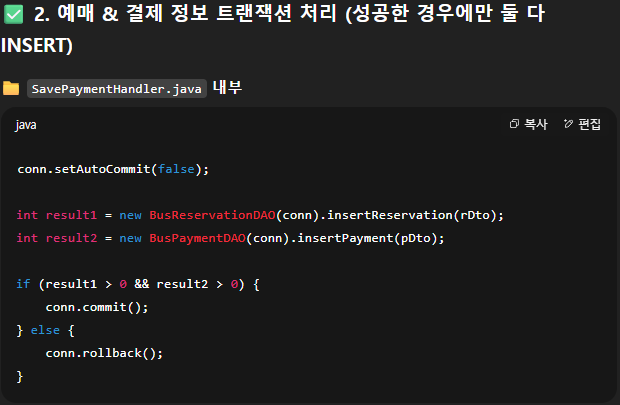 ✅ 2. 예매 & 결제 정보 트랜잭션 처리 (성공한 경우에만 둘 다
INSERT)
📁 SavePaymentHandler.java 내부
java 복사 편집
conn.setAutoCommit(false);
int result1 = new BusReservationDAO(conn).insertReservation(rDto);
int result2 = new BusPaymentDAO(conn).insertPayment(pDto);
if (result1 > 0 && result2 > 0) {
    conn.commit();
} else {
    conn.rollback();
}